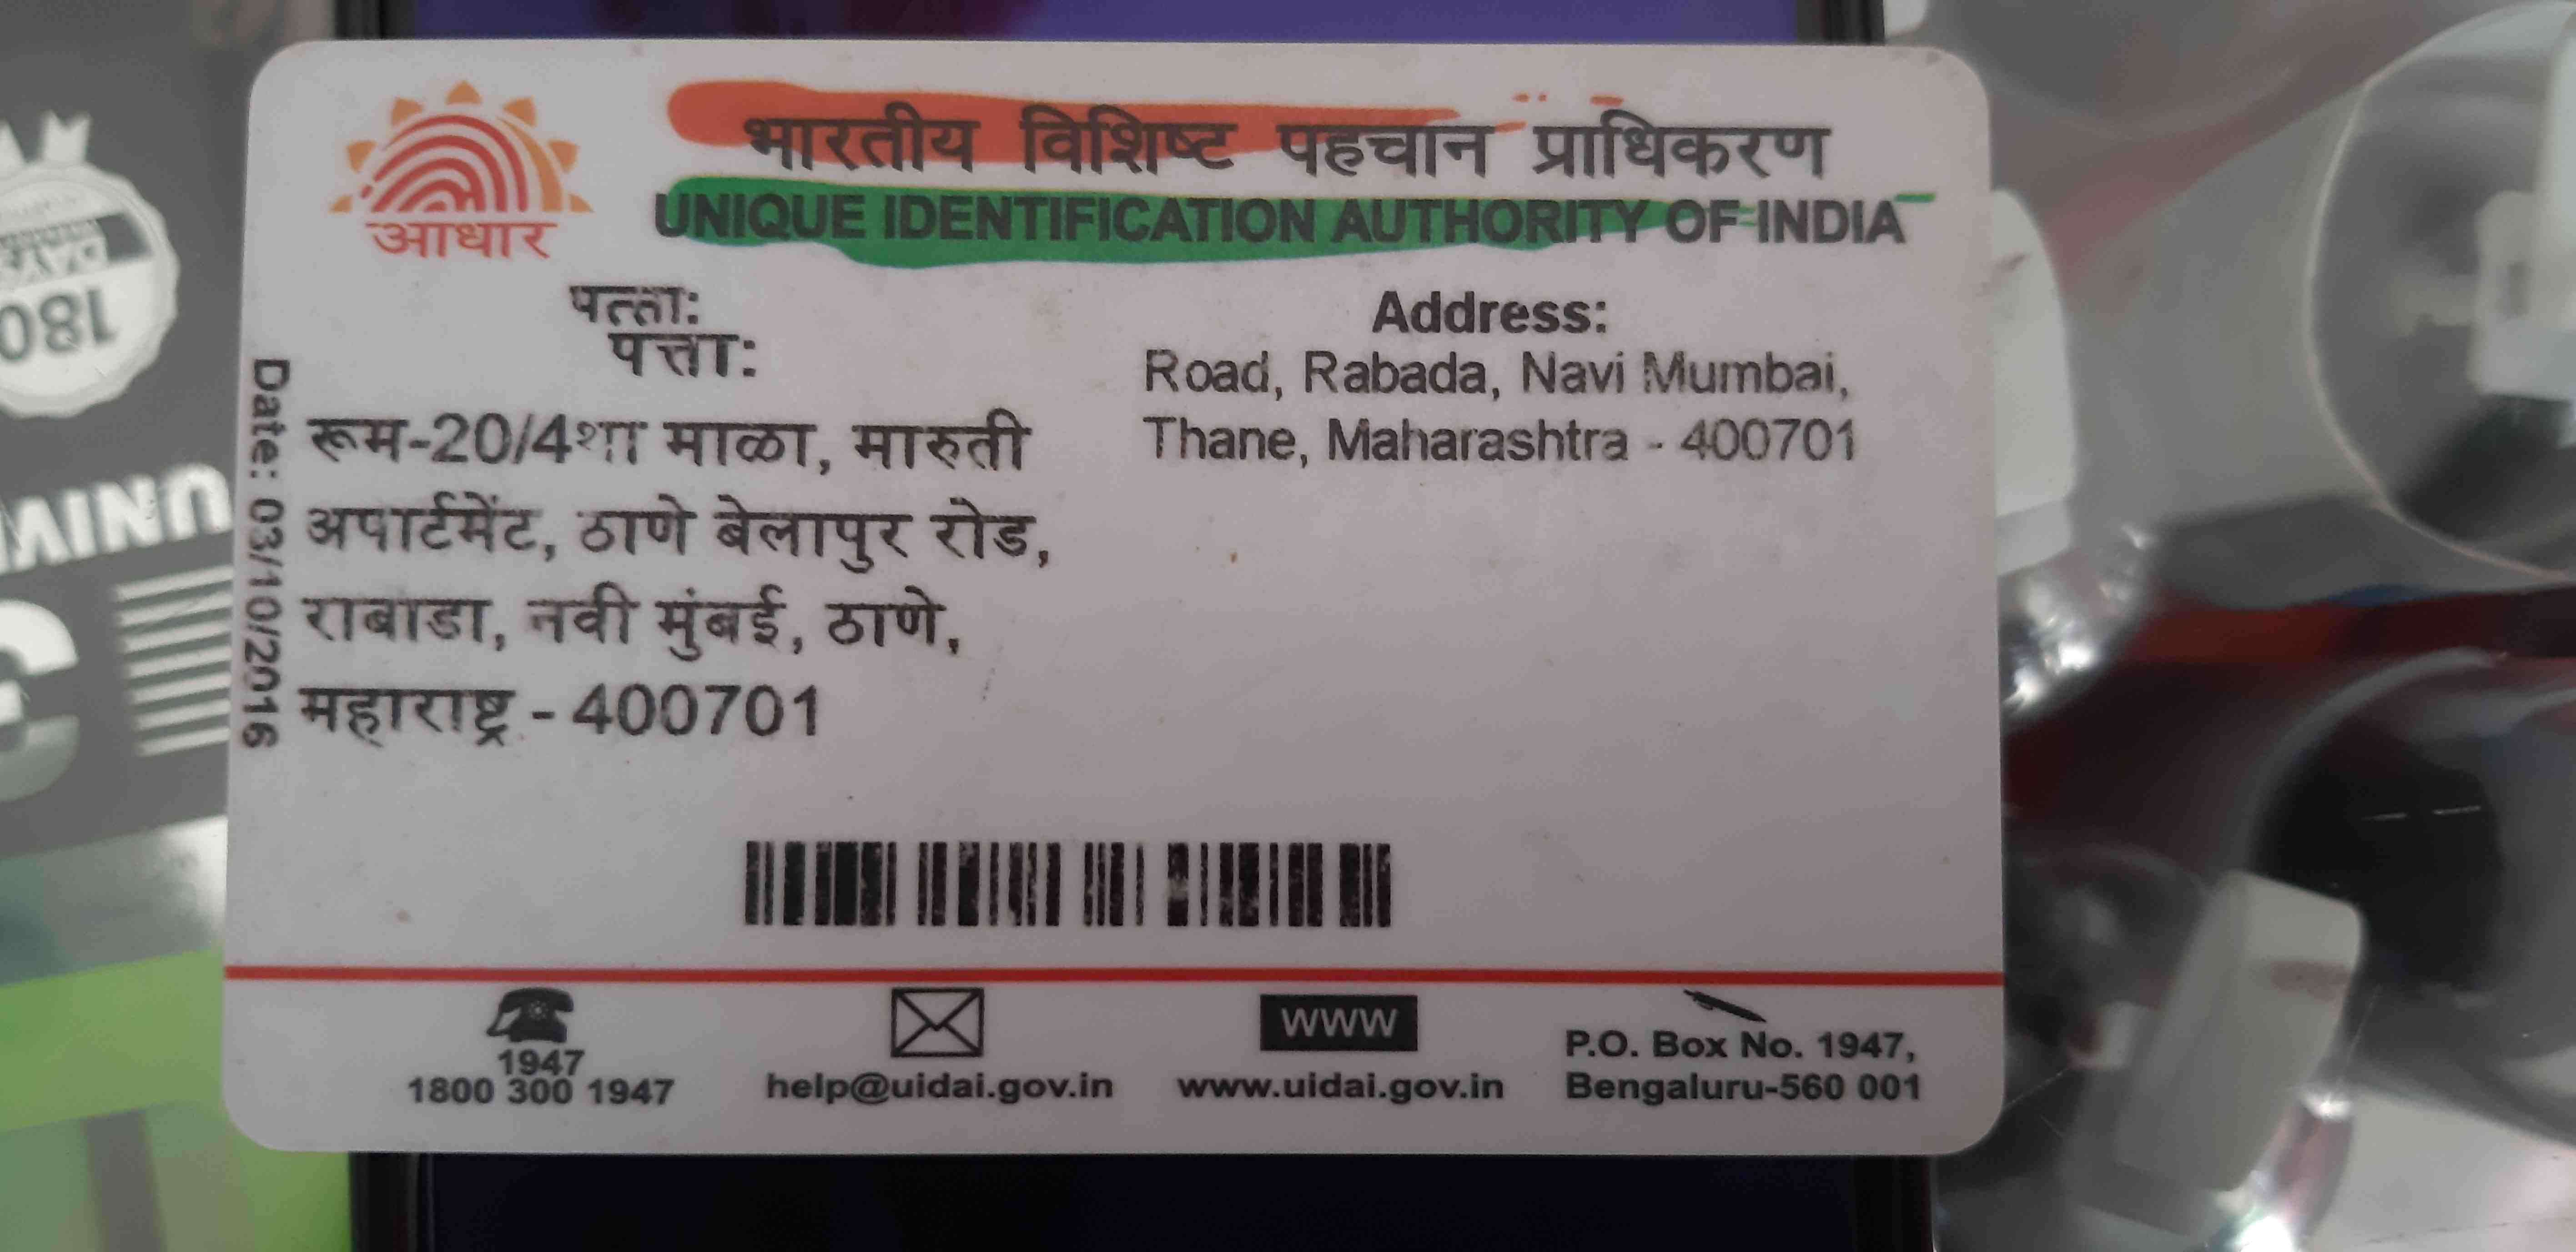 भारतीय विशिष्ट पहचान प्राधिकरण
UNIQUE IDENTIFICATION AUTHORITY OF INDIA
आधार
पत्ता:
पत्ता:
रूम-20/4था माळा, मारुती
अपार्टमेंट, ठाणे बेलापुर रोड,
राबाडा, नवी मुंबई, ठाणे,
महाराष्ट्र - 400701
Address:
Road, Rabada, Navi Mumbai,
Thane, Maharashtra - 400701
Date: 03/10/2016
1947
1800 300 1947
help@uidai.gov.in
WWW
www.uidai.gov.in
P.O. Box No. 1947,
Bengaluru-560 001
180